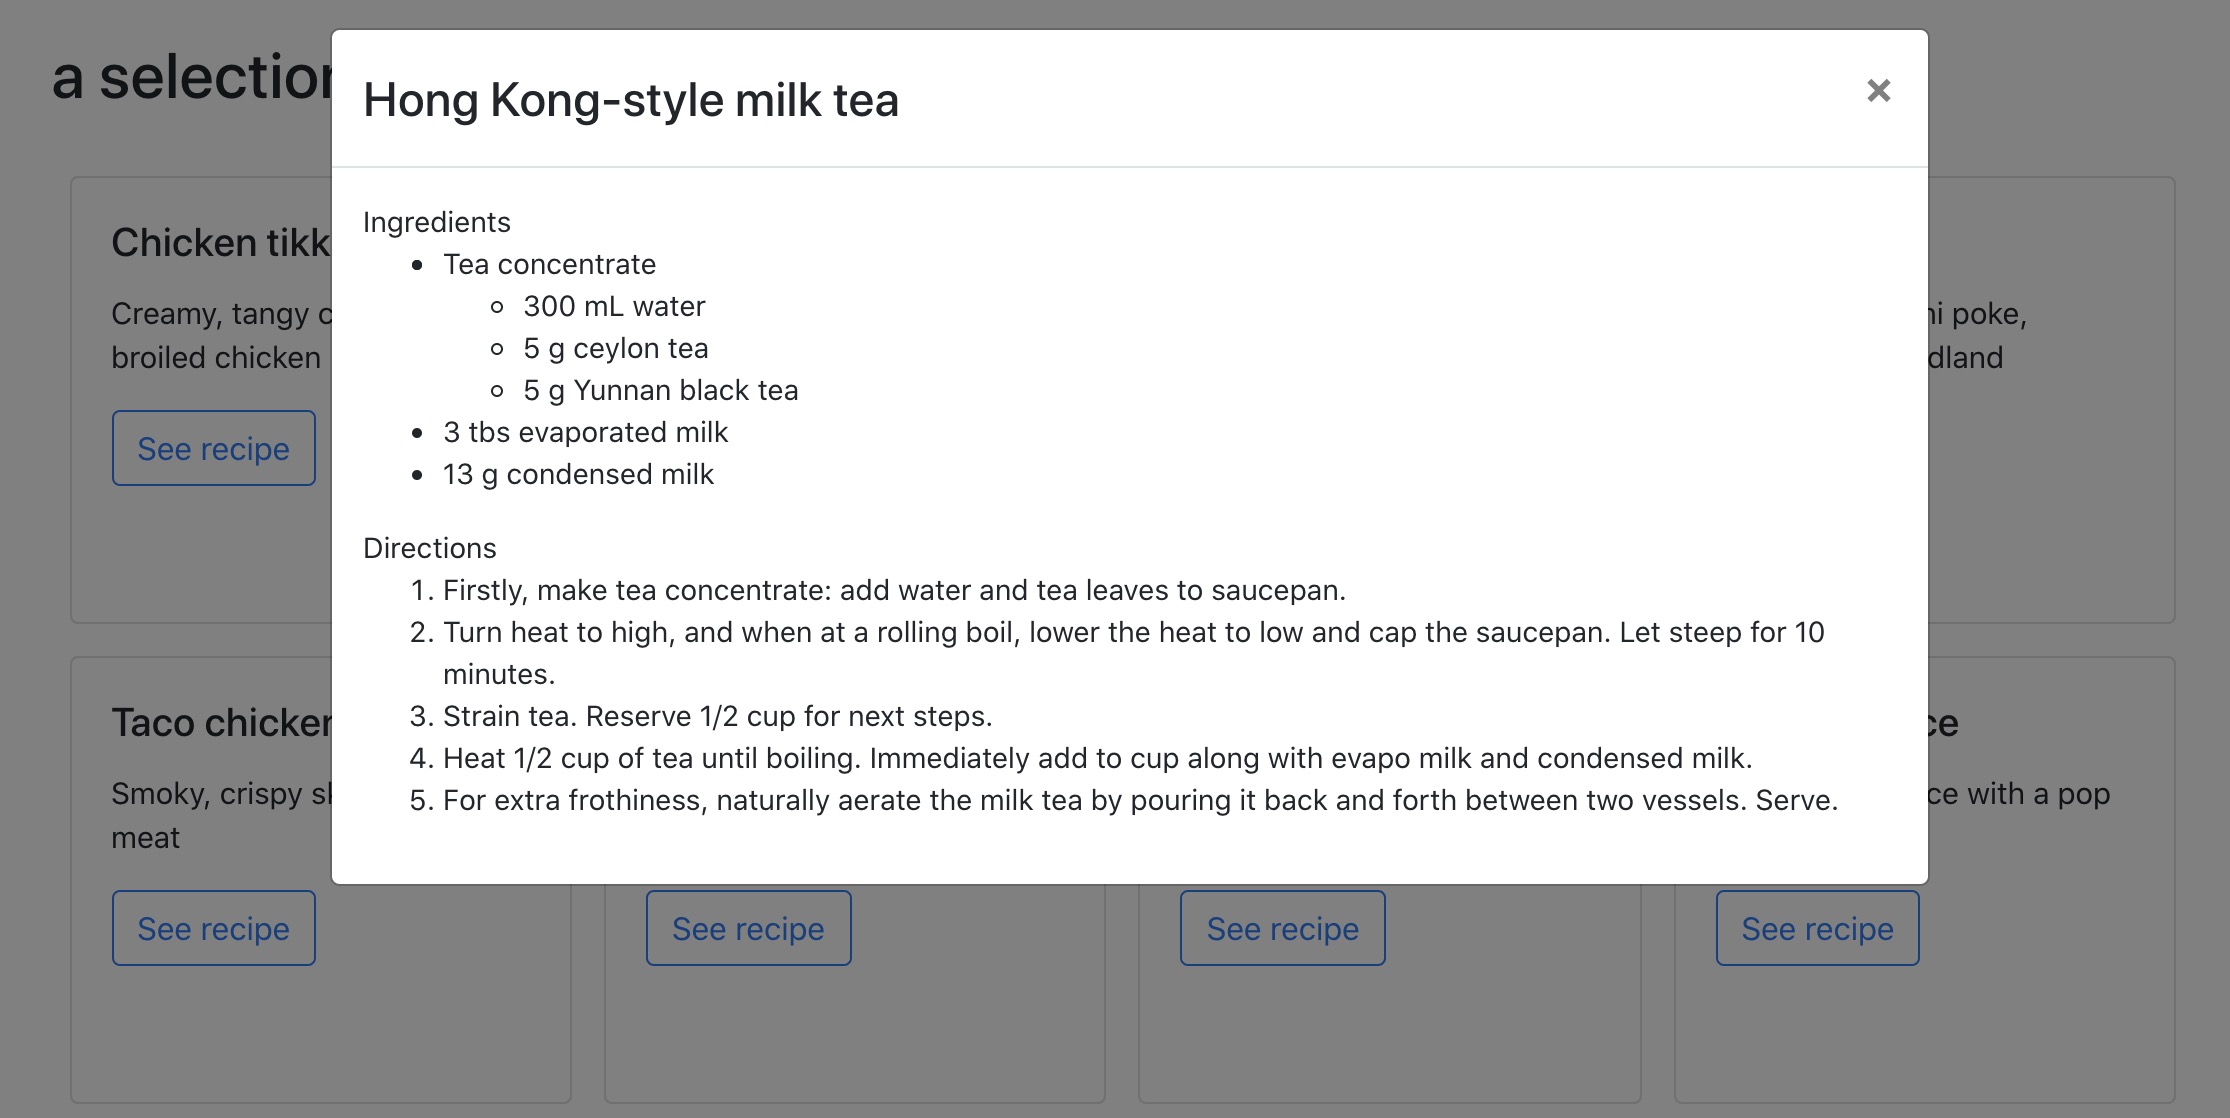 a selection
Hong Kong-style milk tea
×
Ingredients
• Tea concentrate
◦ 300 mL water
◦ 5 g ceylon tea
◦ 5 g Yunnan black tea
• 3 tbs evaporated milk
• 13 g condensed milk
Directions
1. Firstly, make tea concentrate: add water and tea leaves to saucepan.
2. Turn heat to high, and when at a rolling boil, lower the heat to low and cap the saucepan. Let steep for 10
minutes.
3. Strain tea. Reserve 1/2 cup for next steps.
4. Heat 1/2 cup of tea until boiling. Immediately add to cup along with evapo milk and condensed milk.
5. For extra frothiness, naturally aerate the milk tea by pouring it back and forth between two vessels. Serve.
Chicken
Creamy, tangy
broiled chicken
See recipe
poke,
Taco chicken
Smoky, crispy
meat
See recipe
See recipe
See recipe
with a pop
See recipe